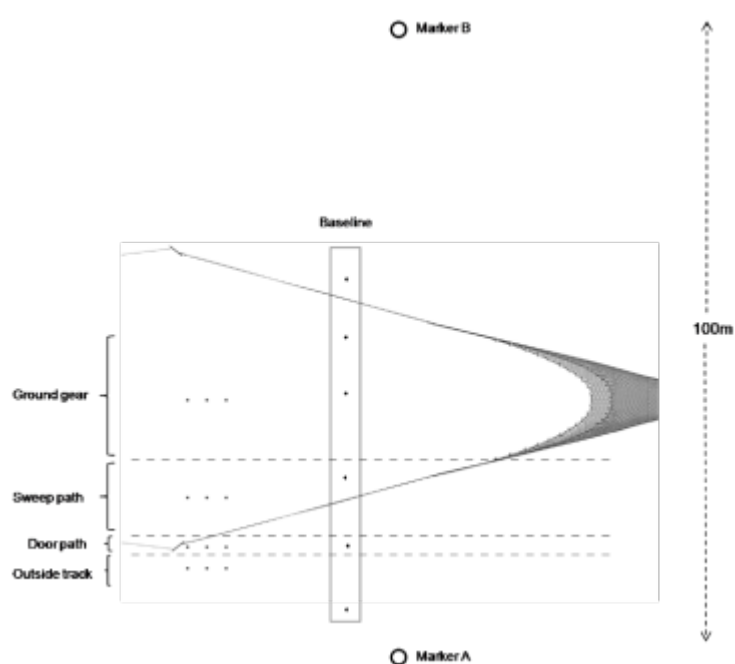 Marker B
Baseline
100m
Ground gear
Sweep path
Door path
Outside track
Marker A